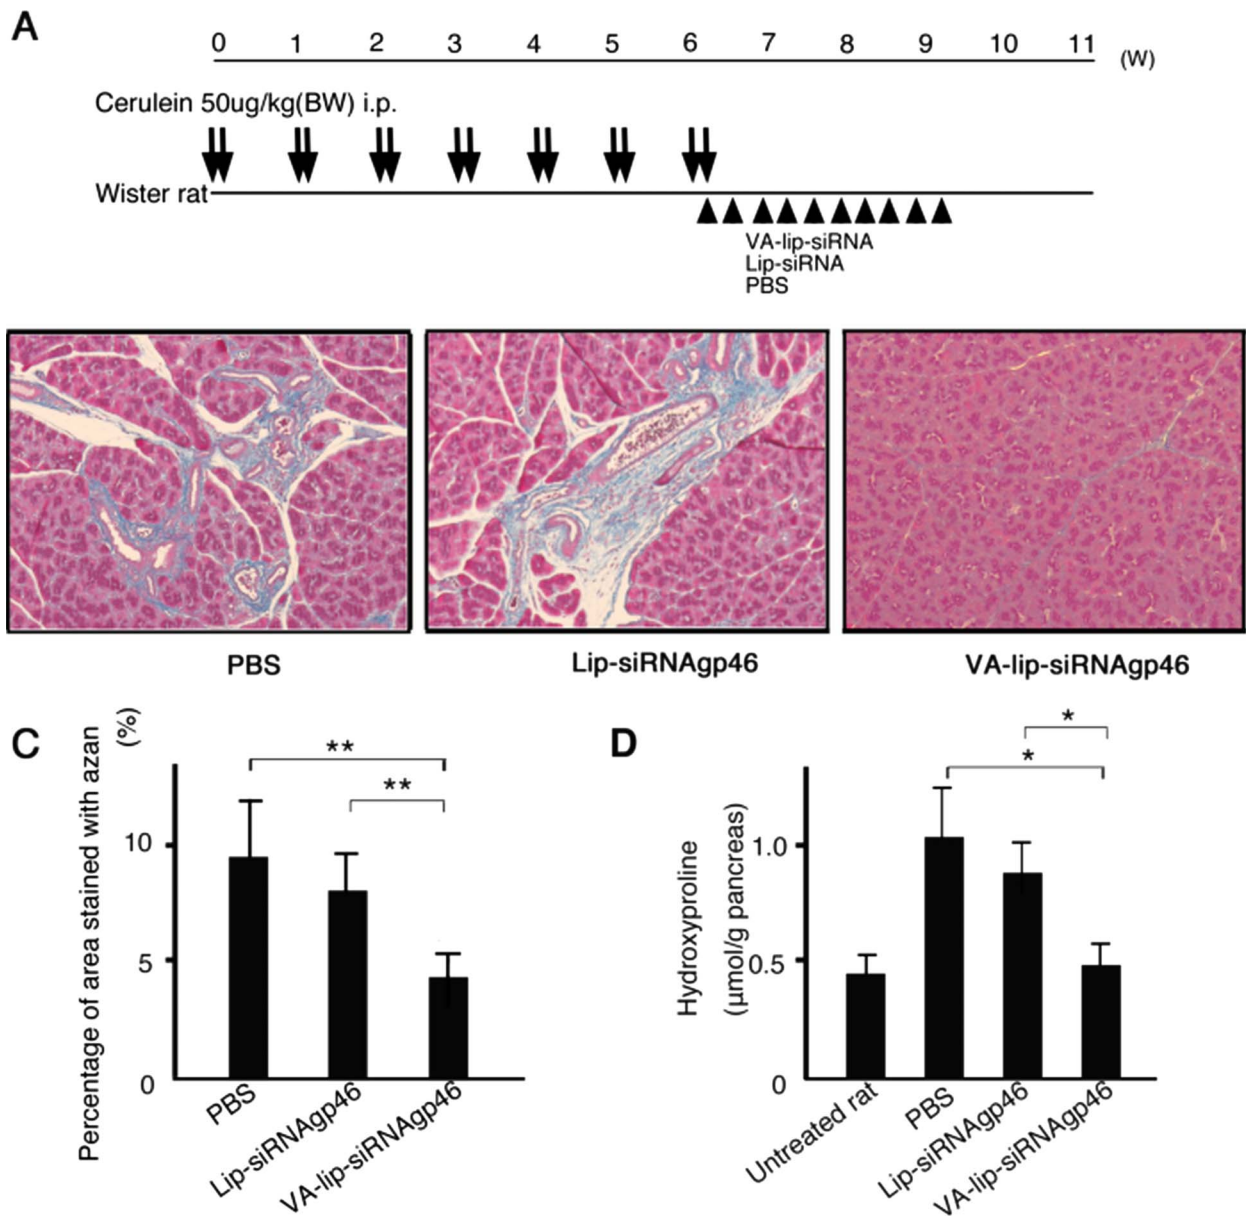 A
0 1 2 3 4 5 6 7 8 9 10 11 (W)
Cerulein 50ug/kg(BW) i.p.
Wister rat
VA-lip-siRNA
Lip-siRNA
PBS
PBS Lip-siRNAgp46 VA-lip-siRNAgp46
C
Percentage of area stained with azan
(%)
**
**
10
5
0
PBS
Lip-siRNAgp46
VA-lip-siRNAgp46
D
Hydroxyproline
(μmol/g pancreas)
*
*
1.0
0.5
0
Untreated rat
PBS
Lip-siRNAgp46
VA-lip-siRNAgp46